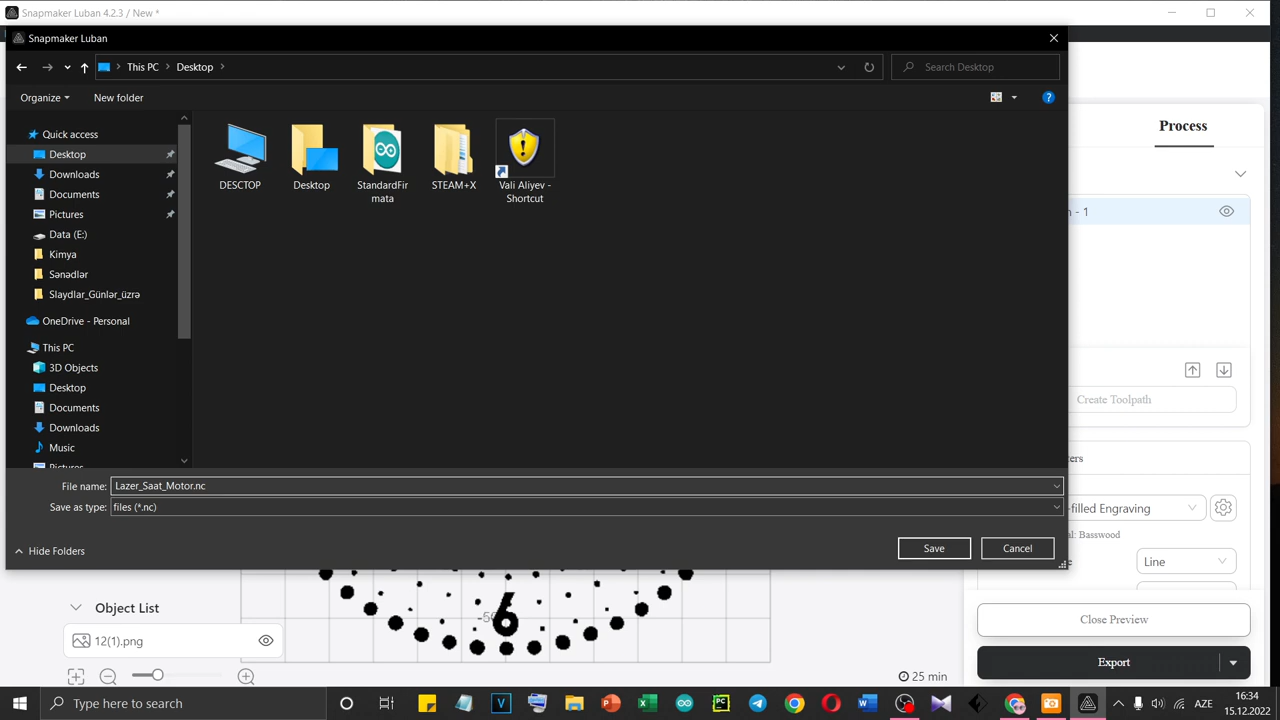 Snapmaker Luban 4.2.3 / New *
Snapmaker Luban
This PC
Desktop
Search Desktop
Organize
New folder
Process
Quick access
Desktop
Downloads
Documents
Pictures
Data (E:)
Kimya
Sənədlər
Slaydlar_Günlər_üzrə
OneDrive - Personal
This PC
3D Objects
Desktop
Documents
Downloads
Music
Pictures
DESCTOP
Desktop
StandardFir
mata
STEAM+X
Vali Aliyev -
Shortcut
- 1
Create Toolpath
File name:
Lazer_Saat_Motor.nc
Save as type:
files (*.nc)
Hide Folders
Save
Cancel
-filled Engraving
Basswood
Line
Object List
12(1).png
6
Close Preview
Export
25 min
Type here to search
AZE
16:34
15.12.2022